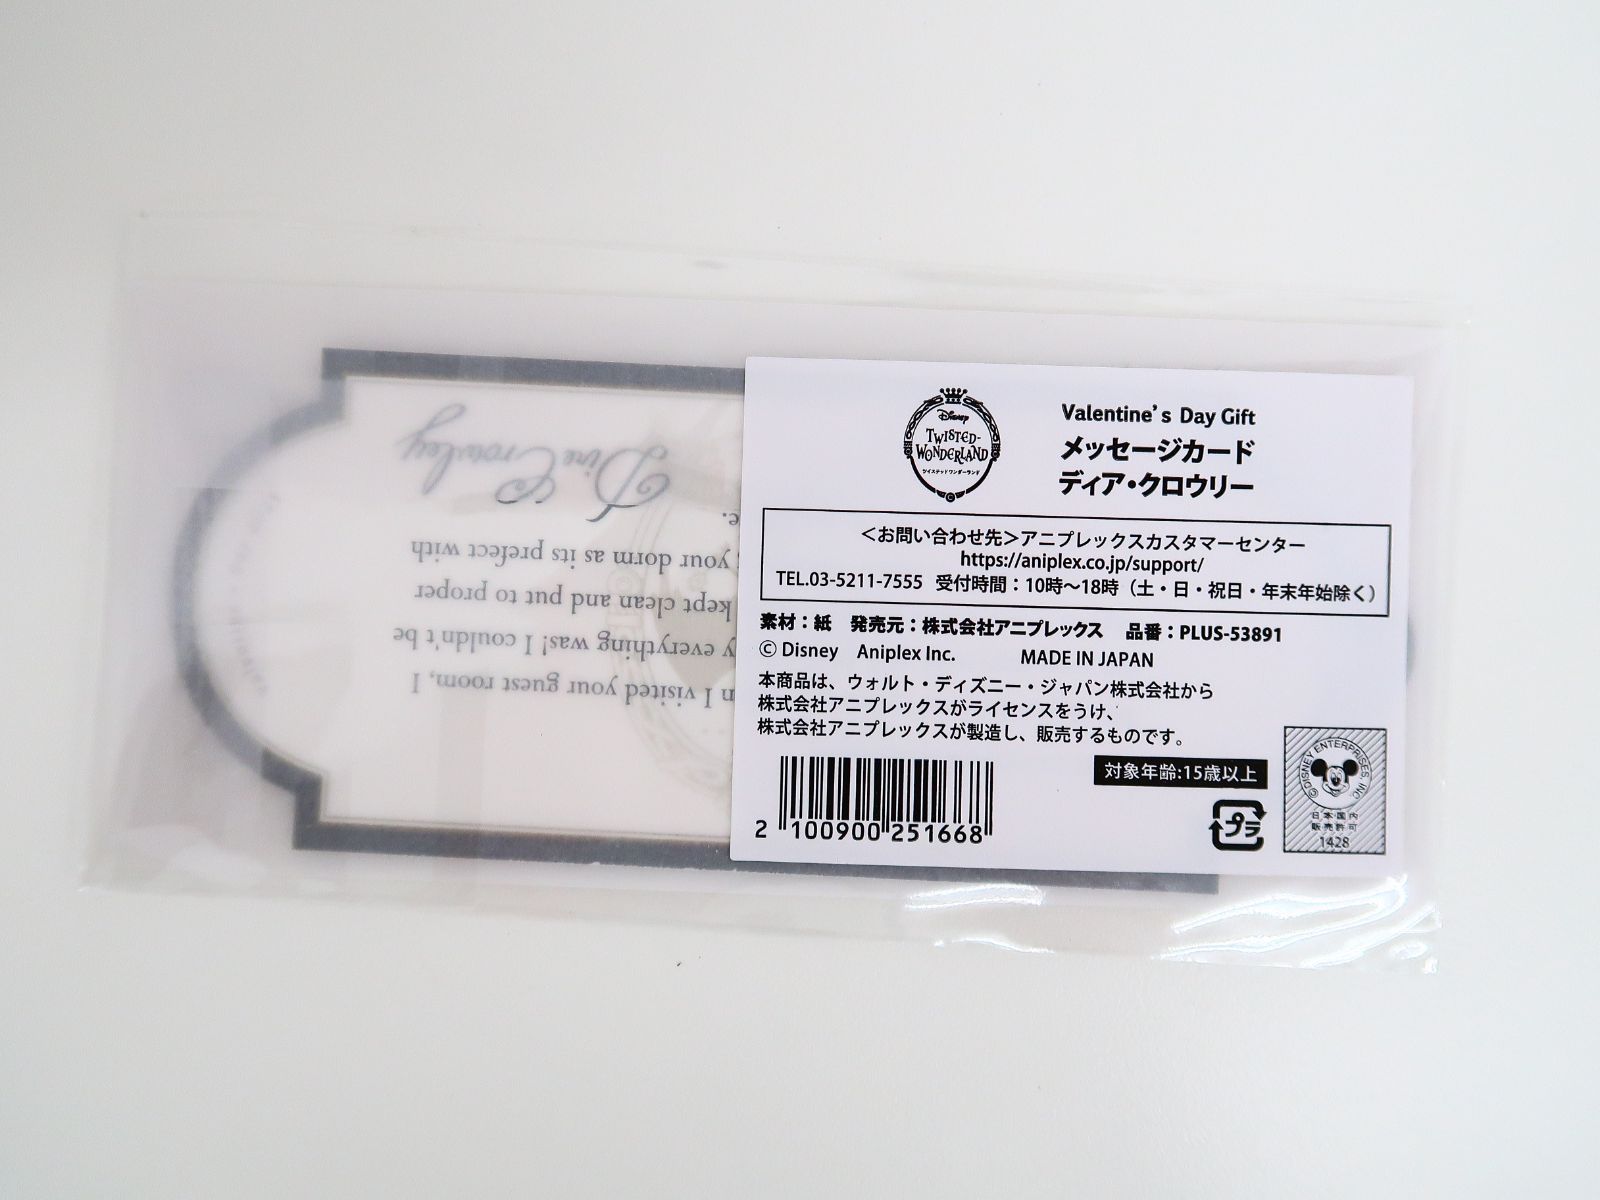 Disney
TWISTED-
WONDERLAND
ツイステッドワンダーランド
Valentine's Day Gift
メッセージカード
ディア・クロウリー
＜お問い合わせ先＞アニプレックスカスタマーセンター
https://aniplex.co.jp/support/
TEL.03-5211-7555 受付時間：10時～18時（土・日・祝日・年末年始除く）
素材：紙 発売元：株式会社アニプレックス 品番：PLUS-53891
© Disney Aniplex Inc. MADE IN JAPAN
本商品は、ウォルト・ディズニー・ジャパン株式会社から
株式会社アニプレックスがライセンスをうけ、
株式会社アニプレックスが製造し、販売するものです。
対象年齢:15歳以上
プラ
2 100900 251668
©DISNEY ENTERPRISES, INC.
日本国内
販売許可
1428
n I visited your guest room, I
y everything was! I couldn't be
kept clean and put to proper
your dorm as its prefect with
e.
Dire Crowley